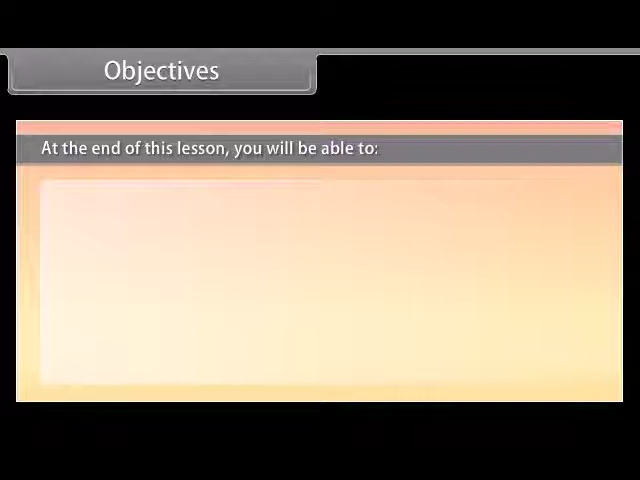 Objectives
At the end of this lesson, you will be able to: